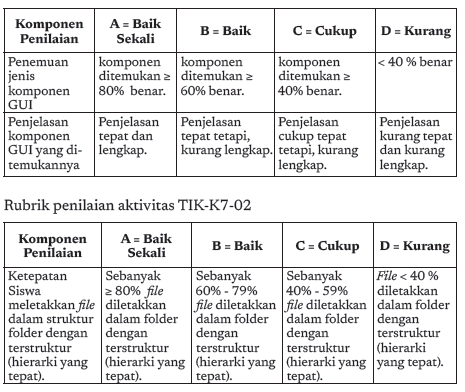 Komponen Penilaian | A = Baik Sekali | B = Baik | C = Cukup | D = Kurang
Penemuan jenis komponen GUI | komponen ditemukan ≥ 80% benar. | komponen ditemukan ≥ 60% benar. | komponen ditemukan ≥ 40% benar. | < 40 % benar
Penjelasan komponen GUI yang di-temukannya | Penjelasan tepat dan lengkap. | Penjelasan tepat tetapi, kurang lengkap. | Penjelasan cukup tepat tetapi, kurang lengkap. | Penjelasan kurang tepat dan kurang lengkap.
Rubrik penilaian aktivitas TIK-K7-02
Komponen Penilaian | A = Baik Sekali | B = Baik | C = Cukup | D = Kurang
Ketepatan Siswa meletakkan file dalam struktur folder dengan terstruktur (hierarki yang tepat). | Sebanyak ≥ 80% file diletakkan dalam folder dengan terstruktur (hierarki yang tepat). | Sebanyak 60% - 79% file diletakkan dalam folder dengan terstruktur (hierarki yang tepat). | Sebanyak 40% - 59% file diletakkan dalam folder dengan terstruktur (hierarki yang tepat). | File < 40 % diletakkan dalam folder dengan terstruktur (hierarki yang tepat).